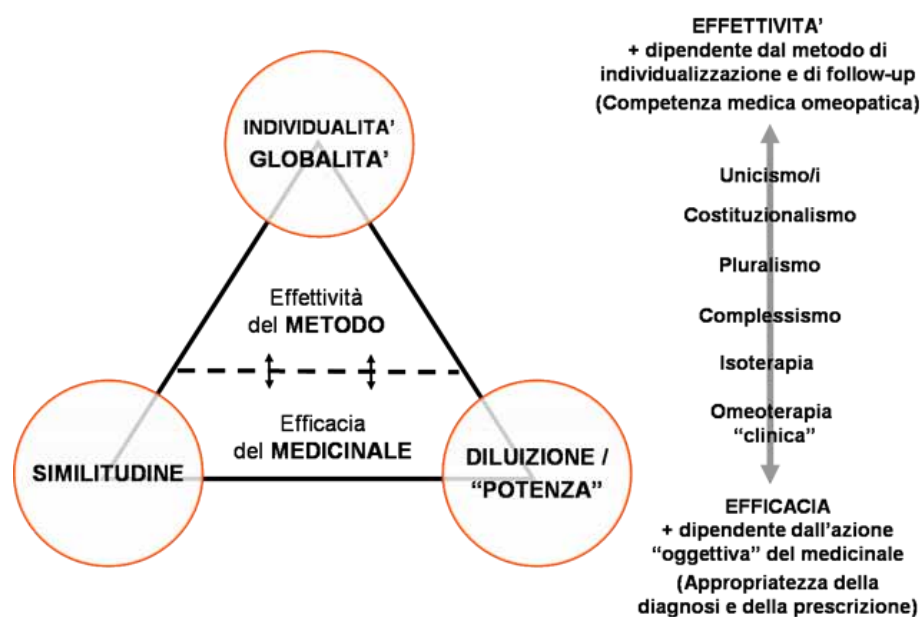 INDIVIDUALITA'
GLOBALITA'
Effettività
del METODO
Efficacia
del MEDICINALE
SIMILITUDINE
DILUIZIONE /
“POTENZA”
EFFETTIVITA'
+ dipendente dal metodo di
individualizzazione e di follow-up
(Competenza medica omeopatica)
Unicismo/i
Costituzionalismo
Pluralismo
Complessismo
Isoterapia
Omeoterapia
“clinica”
EFFICACIA
+ dipendente dall'azione
“oggettiva” del medicinale
(Appropriatezza della
diagnosi e della prescrizione)